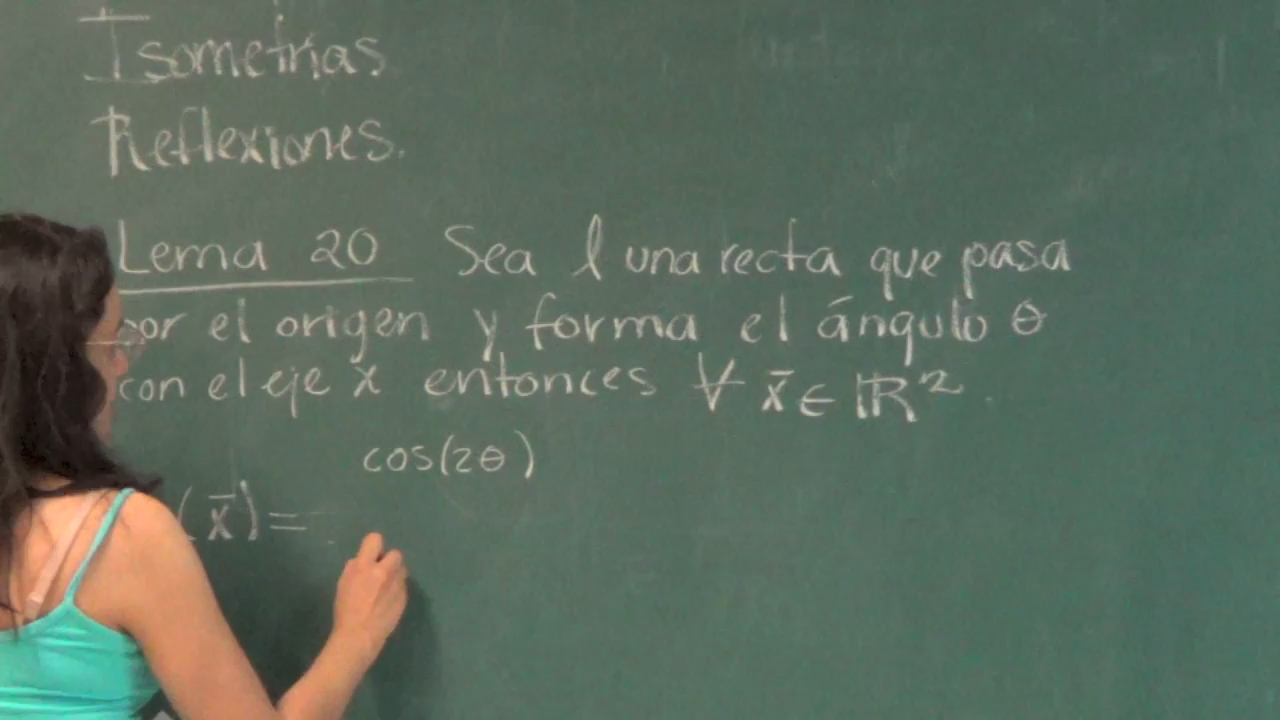 Isometrías
Reflexiones.
Lema 20 Sea l una recta que pasa
por el origen y forma el ángulo θ
con el eje x entonces ∀ x̄ ∈ ℝ².
cos(2θ)
(x̄) =